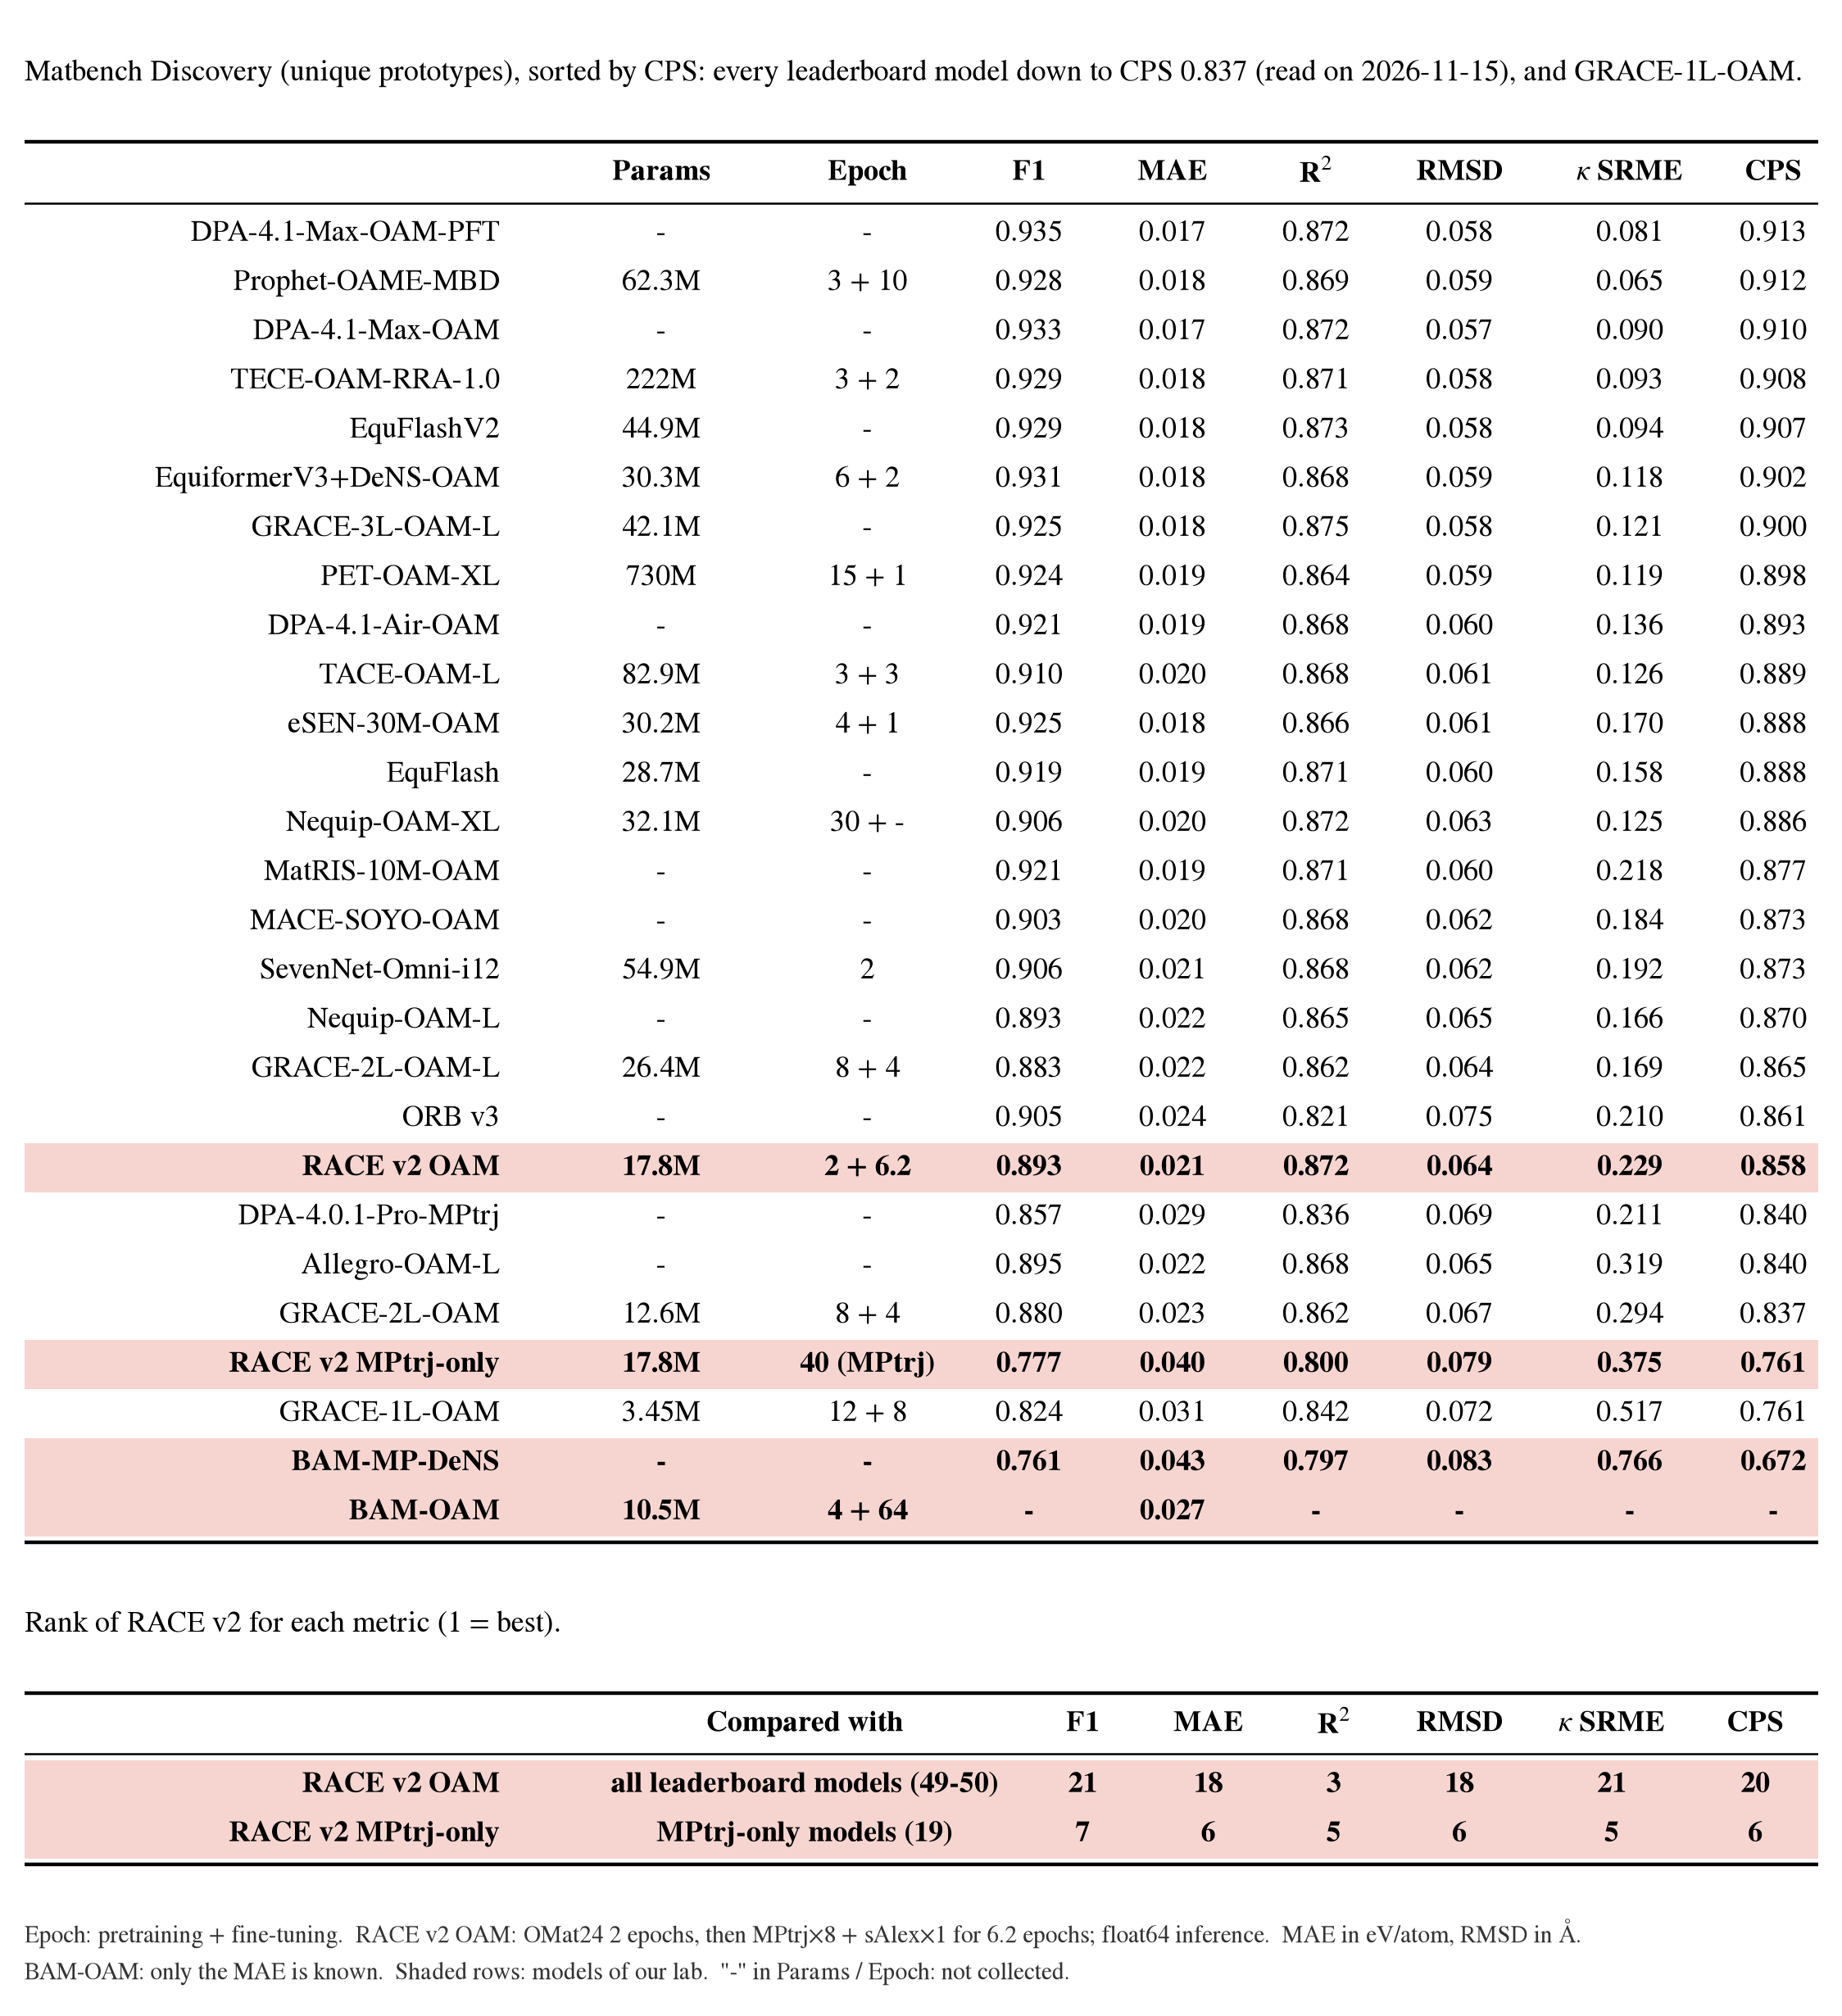 Matbench Discovery (unique prototypes), sorted by CPS: every leaderboard model down to CPS 0.837 (read on 2026-11-15), and GRACE-1L-OAM.
Params Epoch F1 MAE R² RMSD κ SRME CPS
DPA-4.1-Max-OAM-PFT - - 0.935 0.017 0.872 0.058 0.081 0.913
Prophet-OAME-MBD 62.3M 3 + 10 0.928 0.018 0.869 0.059 0.065 0.912
DPA-4.1-Max-OAM - - 0.933 0.017 0.872 0.057 0.090 0.910
TECE-OAM-RRA-1.0 222M 3 + 2 0.929 0.018 0.871 0.058 0.093 0.908
EquFlashV2 44.9M - 0.929 0.018 0.873 0.058 0.094 0.907
EquiformerV3+DeNS-OAM 30.3M 6 + 2 0.931 0.018 0.868 0.059 0.118 0.902
GRACE-3L-OAM-L 42.1M - 0.925 0.018 0.875 0.058 0.121 0.900
PET-OAM-XL 730M 15 + 1 0.924 0.019 0.864 0.059 0.119 0.898
DPA-4.1-Air-OAM - - 0.921 0.019 0.868 0.060 0.136 0.893
TACE-OAM-L 82.9M 3 + 3 0.910 0.020 0.868 0.061 0.126 0.889
eSEN-30M-OAM 30.2M 4 + 1 0.925 0.018 0.866 0.061 0.170 0.888
EquFlash 28.7M - 0.919 0.019 0.871 0.060 0.158 0.888
Nequip-OAM-XL 32.1M 30 + - 0.906 0.020 0.872 0.063 0.125 0.886
MatRIS-10M-OAM - - 0.921 0.019 0.871 0.060 0.218 0.877
MACE-SOYO-OAM - - 0.903 0.020 0.868 0.062 0.184 0.873
SevenNet-Omni-i12 54.9M 2 0.906 0.021 0.868 0.062 0.192 0.873
Nequip-OAM-L - - 0.893 0.022 0.865 0.065 0.166 0.870
GRACE-2L-OAM-L 26.4M 8 + 4 0.883 0.022 0.862 0.064 0.169 0.865
ORB v3 - - 0.905 0.024 0.821 0.075 0.210 0.861
RACE v2 OAM 17.8M 2 + 6.2 0.893 0.021 0.872 0.064 0.229 0.858
DPA-4.0.1-Pro-MPtrj - - 0.857 0.029 0.836 0.069 0.211 0.840
Allegro-OAM-L - - 0.895 0.022 0.868 0.065 0.319 0.840
GRACE-2L-OAM 12.6M 8 + 4 0.880 0.023 0.862 0.067 0.294 0.837
RACE v2 MPtrj-only 17.8M 40 (MPtrj) 0.777 0.040 0.800 0.079 0.375 0.761
GRACE-1L-OAM 3.45M 12 + 8 0.824 0.031 0.842 0.072 0.517 0.761
BAM-MP-DeNS - - 0.761 0.043 0.797 0.083 0.766 0.672
BAM-OAM 10.5M 4 + 64 - 0.027 - - - -
Rank of RACE v2 for each metric (1 = best).
Compared with F1 MAE R² RMSD κ SRME CPS
RACE v2 OAM all leaderboard models (49-50) 21 18 3 18 21 20
RACE v2 MPtrj-only MPtrj-only models (19) 7 6 5 6 5 6
Epoch: pretraining + fine-tuning. RACE v2 OAM: OMat24 2 epochs, then MPtrj×8 + sAlex×1 for 6.2 epochs; float64 inference. MAE in eV/atom, RMSD in Å.
BAM-OAM: only the MAE is known. Shaded rows: models of our lab. "-" in Params / Epoch: not collected.